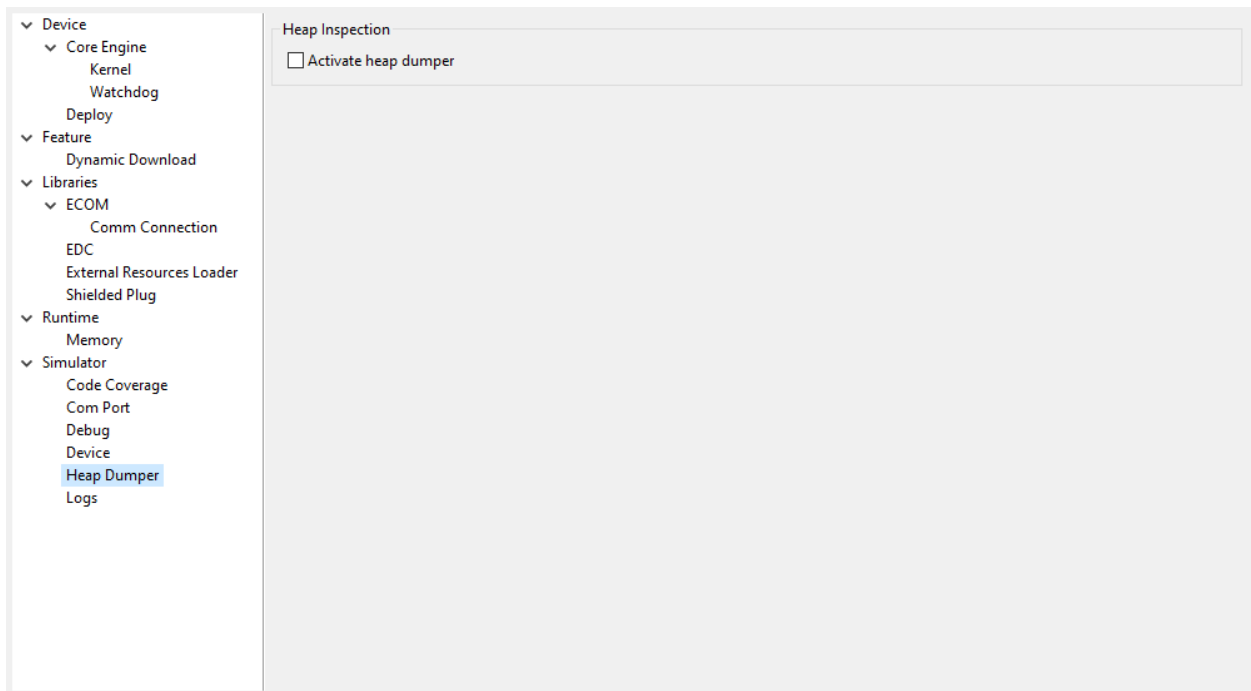 Device
Core Engine
Kernel
Watchdog
Deploy
Feature
Dynamic Download
Libraries
ECOM
Comm Connection
EDC
External Resources Loader
Shielded Plug
Runtime
Memory
Simulator
Code Coverage
Com Port
Debug
Device
Heap Dumper
Logs
Heap Inspection
Activate heap dumper